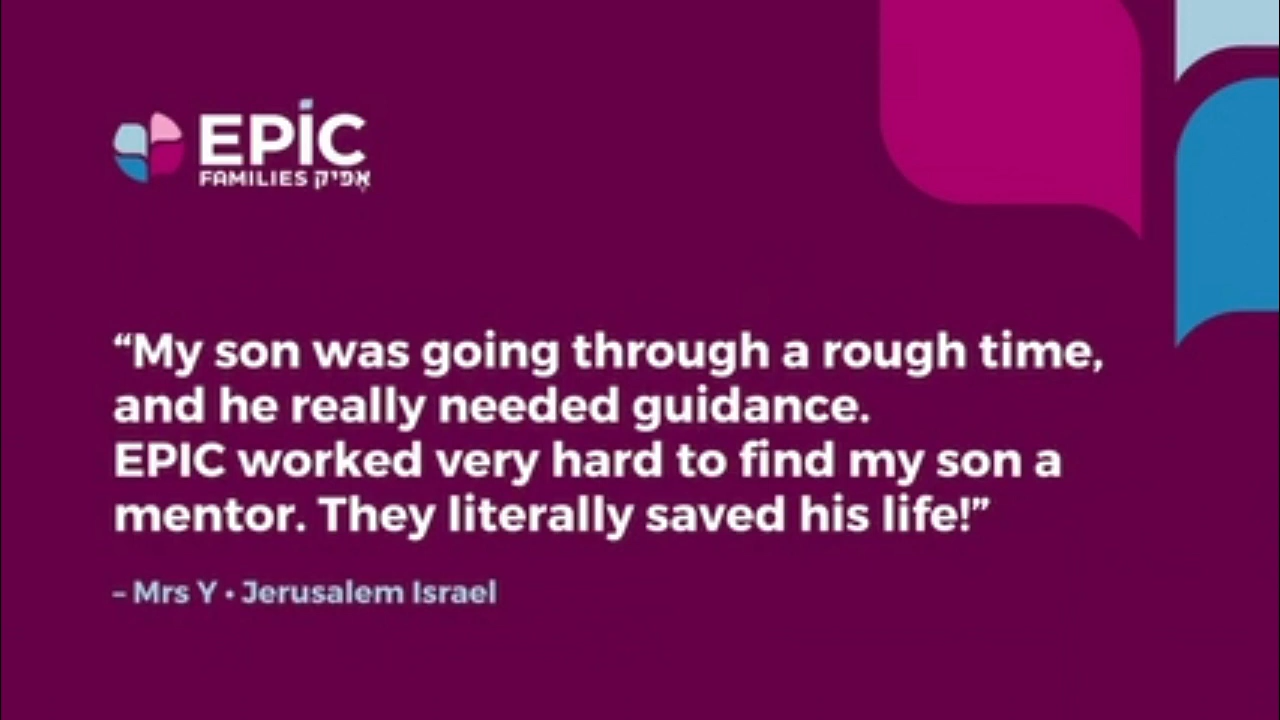 EPIC
FAMILIES אֶפִּיק
“My son was going through a rough time,
and he really needed guidance.
EPIC worked very hard to find my son a
mentor. They literally saved his life!”
– Mrs Y • Jerusalem Israel